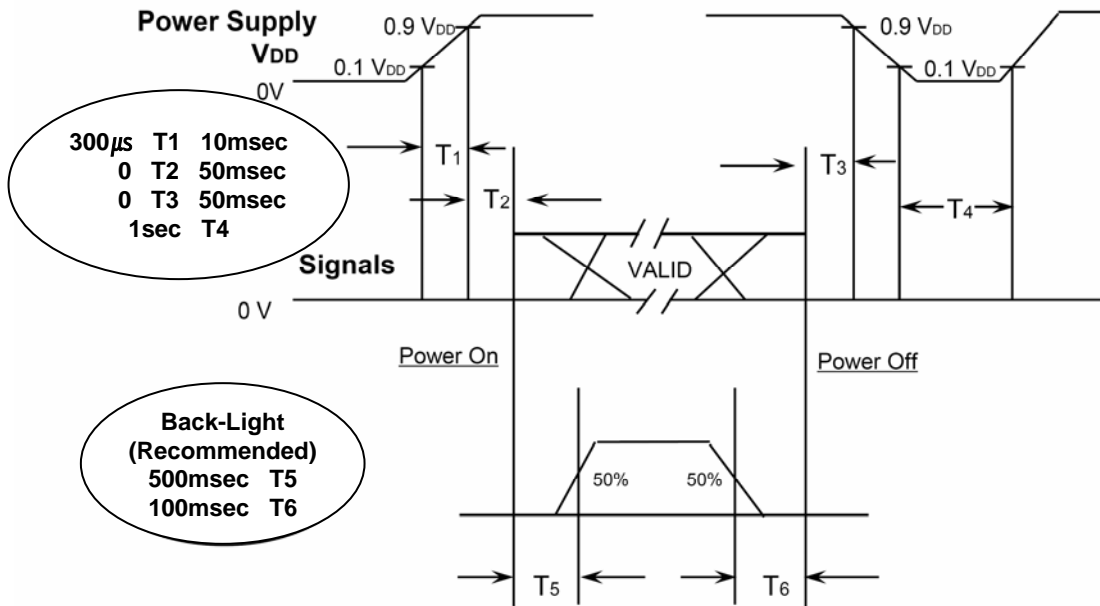 Power Supply
VDD
0.9 VDD
0.9 VDD
0.1 VDD
0.1 VDD
0V
300μs T1 10msec
0 T2 50msec
0 T3 50msec
1sec T4
T1
T2
T3
T4
Signals
VALID
0 V
Power On
Power Off
Back-Light
(Recommended)
500msec T5
100msec T6
50%
50%
T5
T6